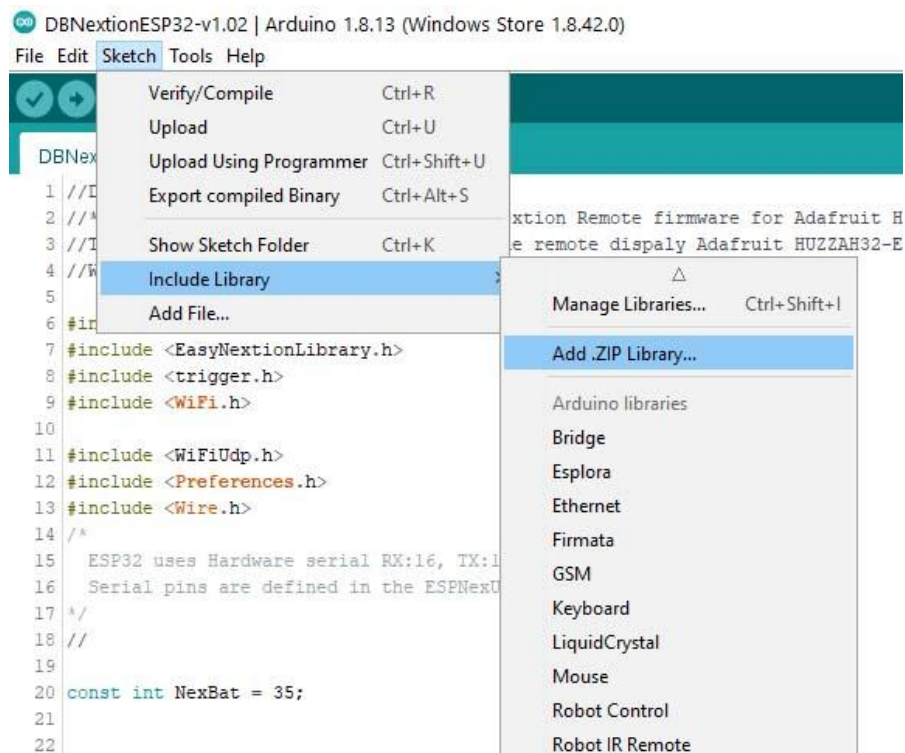 DBNextionESP32-v1.02 | Arduino 1.8.13 (Windows Store 1.8.42.0)
File Edit Sketch Tools Help
Verify/Compile Ctrl+R
Upload Ctrl+U
Upload Using Programmer Ctrl+Shift+U
Export compiled Binary Ctrl+Alt+S
Show Sketch Folder Ctrl+K
Include Library
Add File...
Manage Libraries... Ctrl+Shift+I
Add .ZIP Library...
Arduino libraries
Bridge
Esplora
Ethernet
Firmata
GSM
Keyboard
LiquidCrystal
Mouse
Robot Control
Robot IR Remote
DBNex
1 //D
2 //* xtion Remote firmware for Adafruit H
3 //T e remote dispaly Adafruit HUZZAH32-E
4 //W
5
6 #in
7 #include <EasyNextionLibrary.h>
8 #include <trigger.h>
9 #include <WiFi.h>
10
11 #include <WiFiUdp.h>
12 #include <Preferences.h>
13 #include <Wire.h>
14 /*
15 ESP32 uses Hardware serial RX:16, TX:1
16 Serial pins are defined in the ESPNexU
17 */
18 //
19
20 const int NexBat = 35;
21
22